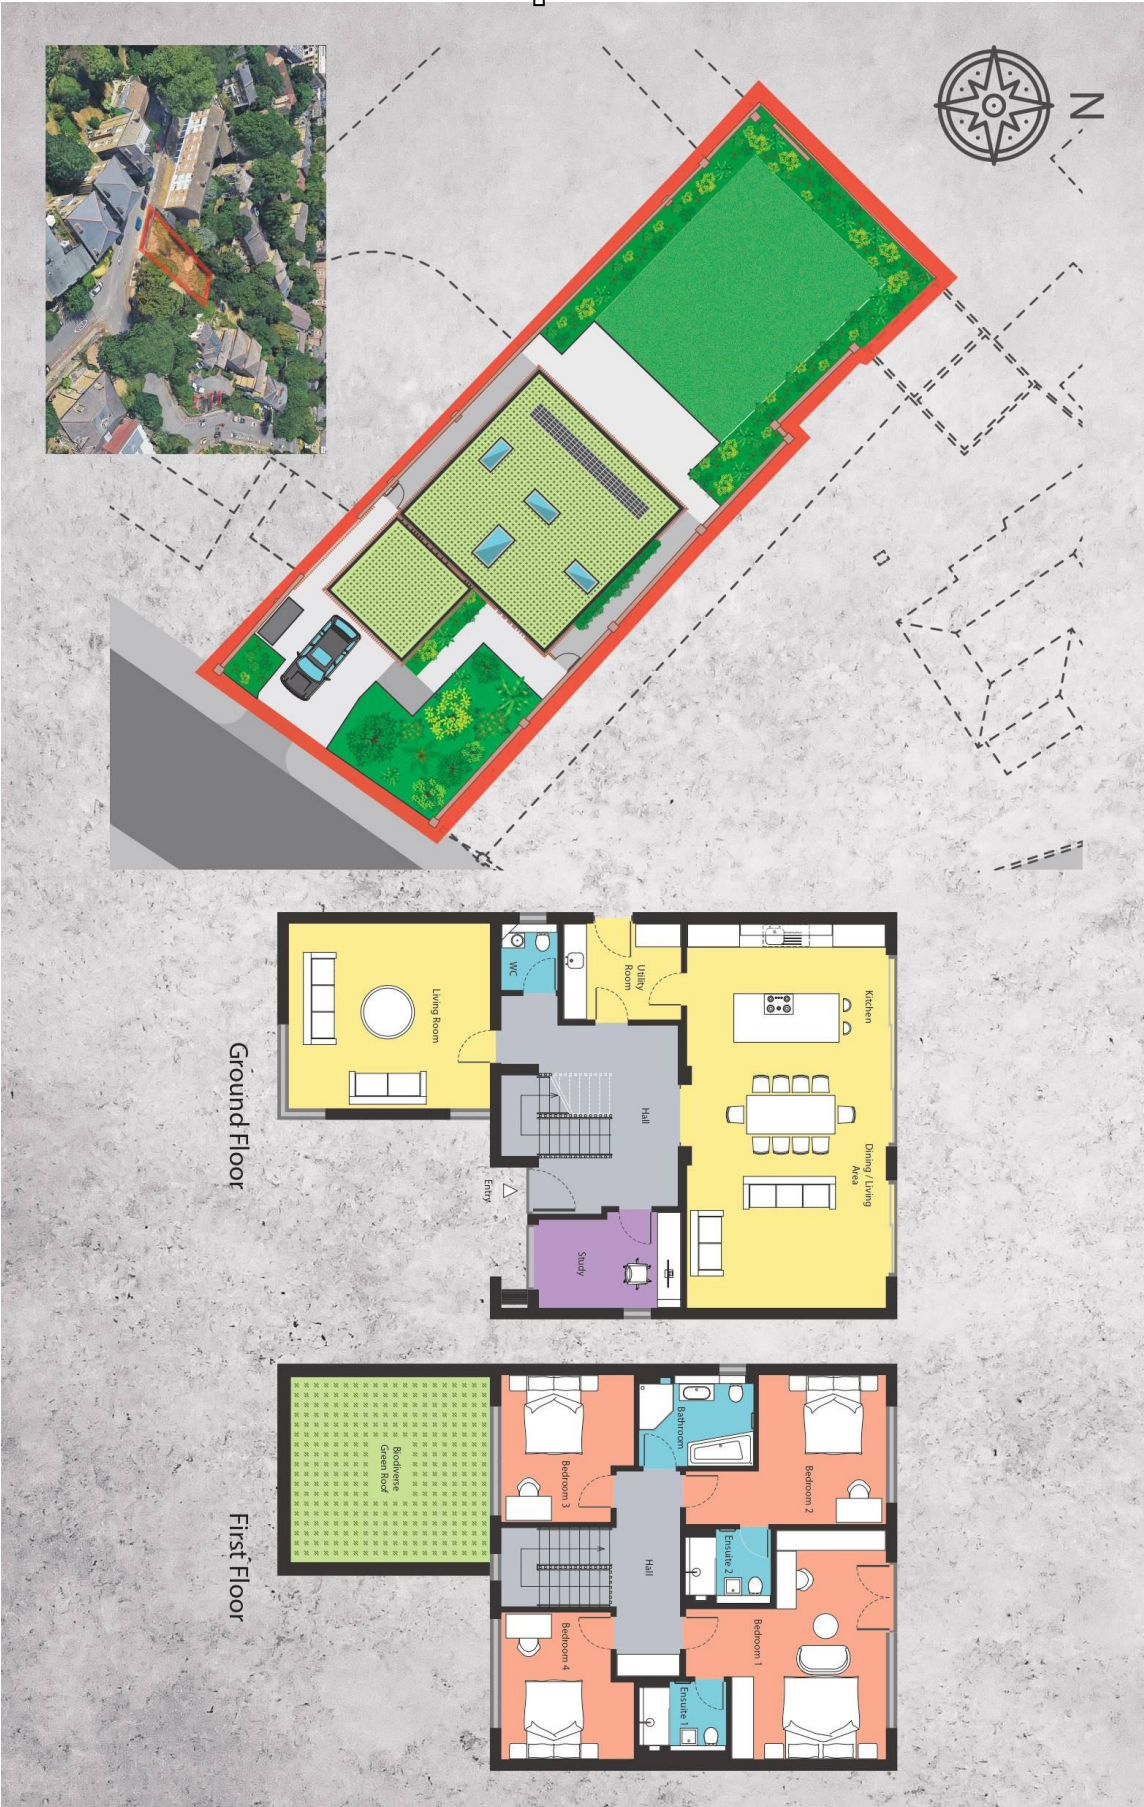 N
Ground Floor
Living Room
WC
Utility
Room
Kitchen
Hall
Dining / Living
Area
Entry
Study
First Floor
Biodiverse
Green Roof
Bedroom 3
Bathroom
Bedroom 2
Hall
Ensuite 2
Bedroom 4
Ensuite 1
Bedroom 1